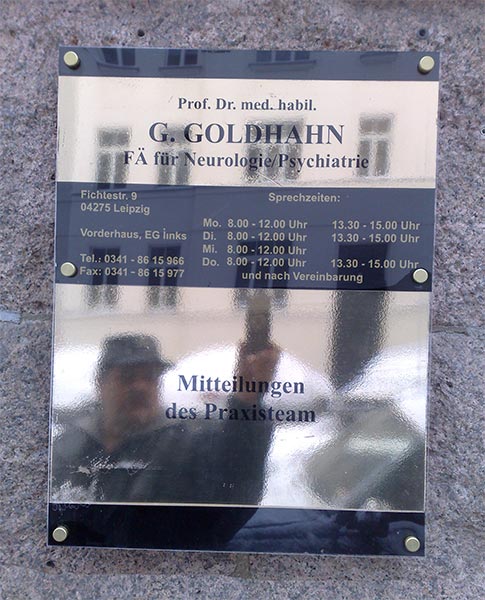 Prof. Dr. med. habil.
G. GOLDHAHN
FÄ für Neurologie/Psychiatrie
Fichtestr. 9
04275 Leipzig
Vorderhaus, EG links
Tel.: 0341 - 86 15 966
Fax: 0341 - 86 15 977
Sprechzeiten:
Mo. 8.00 - 12.00 Uhr 13.30 - 15.00 Uhr
Di. 8.00 - 12.00 Uhr 13.30 - 15.00 Uhr
Mi. 8.00 - 12.00 Uhr
Do. 8.00 - 12.00 Uhr 13.30 - 15.00 Uhr
und nach Vereinbarung
Mitteilungen
des Praxisteam